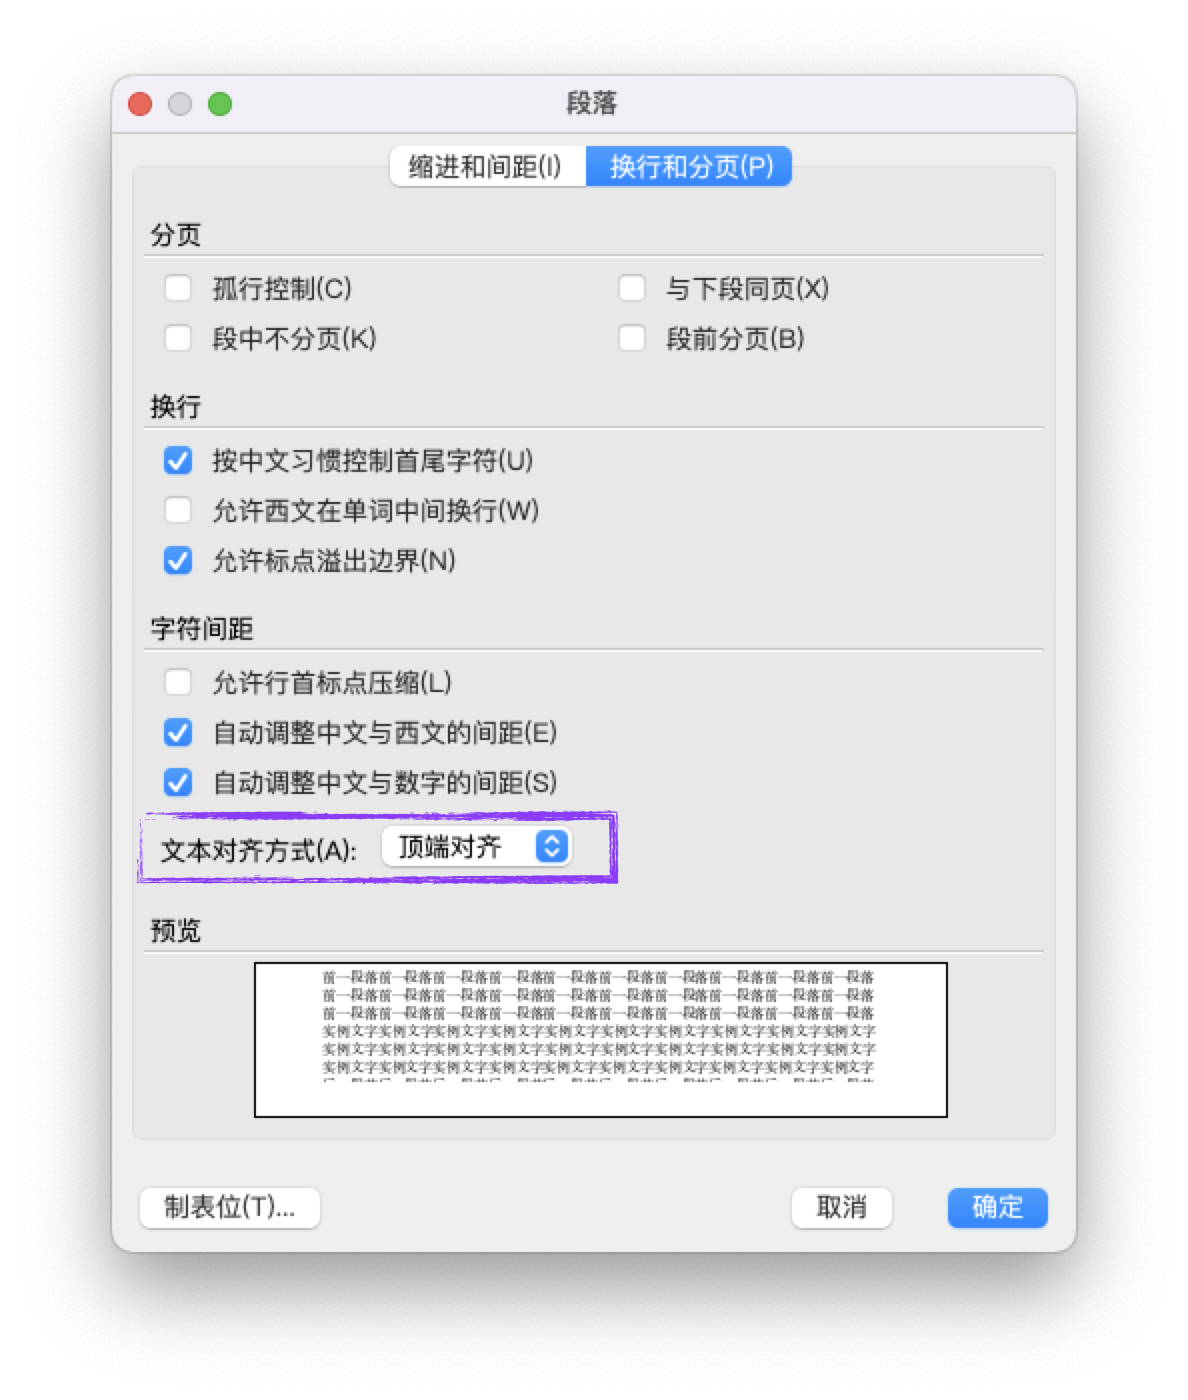 段落
缩进和间距(I) 换行和分页(P)
分页
孤行控制(C) 与下段同页(X)
段中不分页(K) 段前分页(B)
换行
按中文习惯控制首尾字符(U)
允许西文在单词中间换行(W)
允许标点溢出边界(N)
字符间距
允许行首标点压缩(L)
自动调整中文与西文的间距(E)
自动调整中文与数字的间距(S)
文本对齐方式(A): 顶端对齐
预览
前一段落前一段落前一段落前一段落前一段落前一段落前一段落前一段落前一段落前一段落
前一段落前一段落前一段落前一段落前一段落前一段落前一段落前一段落前一段落前一段落
前一段落前一段落前一段落前一段落前一段落前一段落前一段落前一段落前一段落前一段落
实例文字实例文字实例文字实例文字实例文字实例文字实例文字实例文字实例文字实例文字
实例文字实例文字实例文字实例文字实例文字实例文字实例文字实例文字实例文字实例文字
实例文字实例文字实例文字实例文字实例文字实例文字实例文字实例文字实例文字实例文字
制表位(T)... 取消 确定